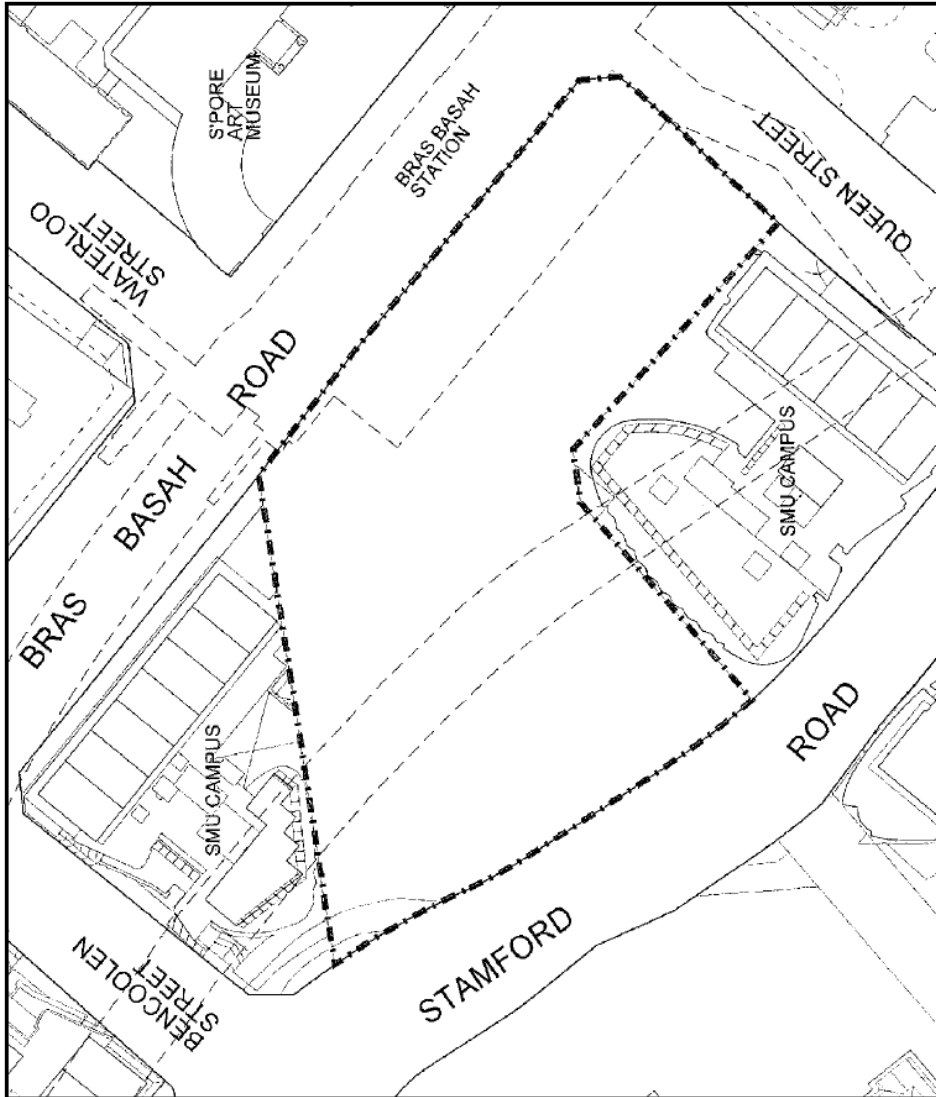 S'PORE
ART
MUSEUM
BRAS BASAH
STATION
QUEEN STREET
WATERLOO
STREET
BRAS BASAH ROAD
SMU CAMPUS
SMU CAMPUS
BENCOOLEN
STREET
STAMFORD ROAD